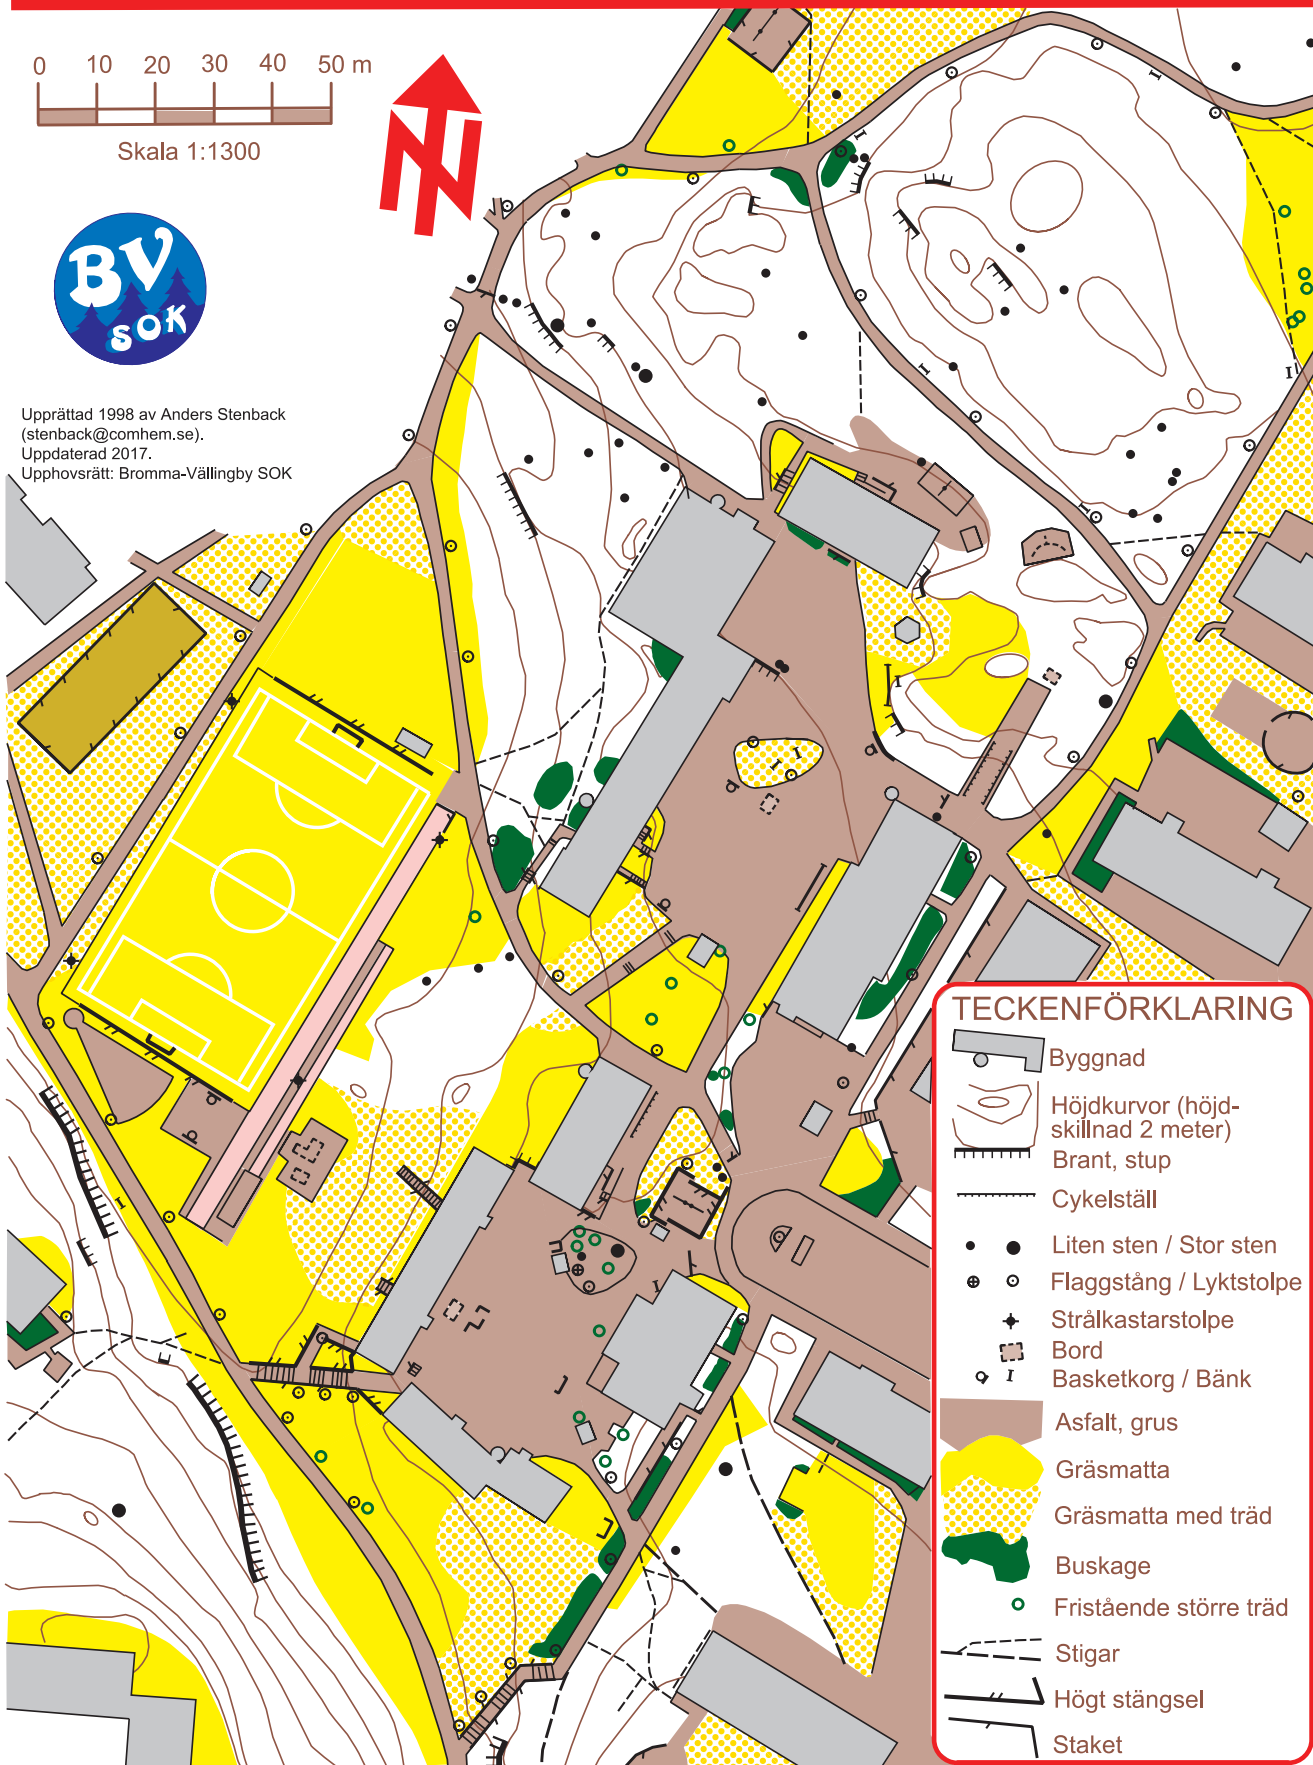 0 10 20 30 40 50 m
Skala 1:1300
N
BV
SOK
Upprättad 1998 av Anders Stenback
(stenback@comhem.se).
Uppdaterad 2017.
Upphovsrätt: Bromma-Vällingby SOK
TECKENFÖRKLARING
Byggnad
Höjdkurvor (höjd-
skillnad 2 meter)
Brant, stup
Cykelställ
Liten sten / Stor sten
Flaggstång / Lyktstolpe
Strålkastarstolpe
Bord
Basketkorg / Bänk
Asfalt, grus
Gräsmatta
Gräsmatta med träd
Buskage
Fristående större träd
Stigar
Högt stängsel
Staket